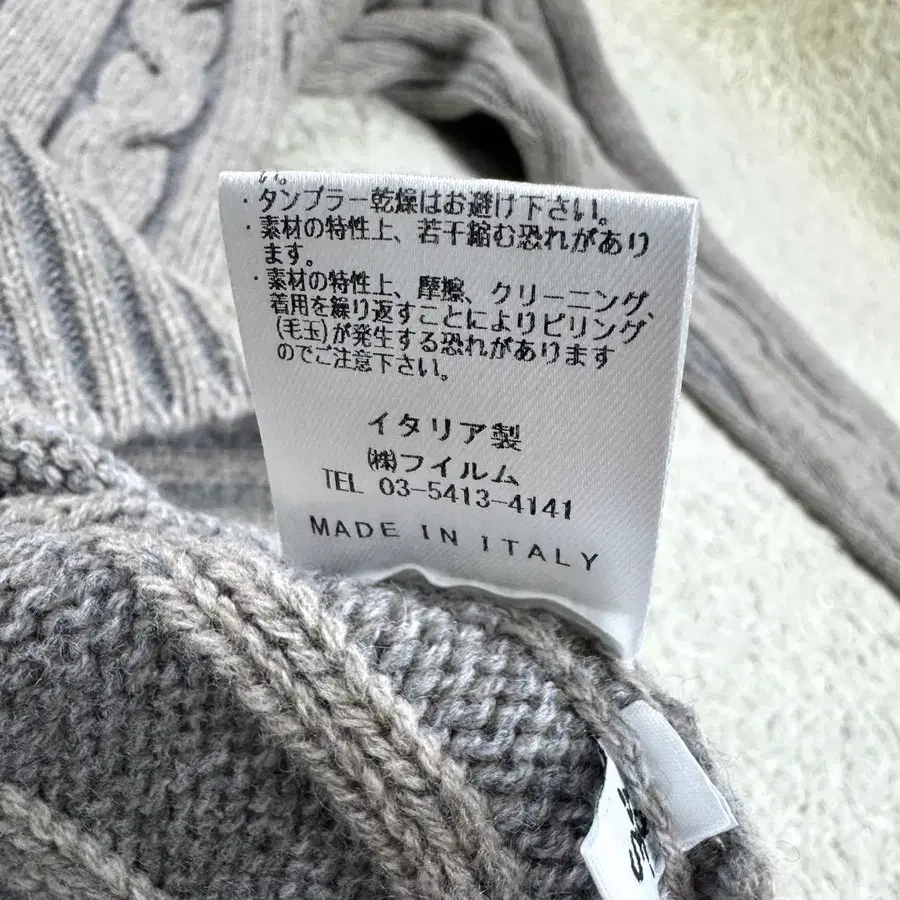 い。
・タンブラー乾燥はお避け下さい。
・素材の特性上、若干縮む恐れがあり
ます。
・素材の特性上、摩擦、クリーニング、
着用を繰り返すことによりピリング
(毛玉)が発生する恐れがあります
のでご注意下さい。
イタリア製
㈱フイルム
TEL 03-5413-4141
MADE IN ITALY